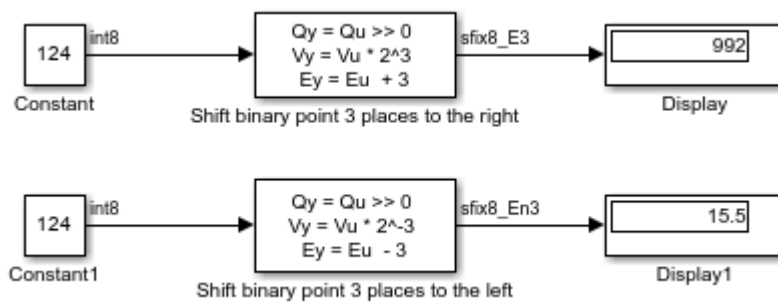 124
int8
Qy = Qu >> 0
Vy = Vu * 2^3
Ey = Eu + 3
sfix8_E3
992
Constant
Shift binary point 3 places to the right
Display
124
int8
Qy = Qu >> 0
Vy = Vu * 2^-3
Ey = Eu - 3
sfix8_En3
15.5
Constant1
Shift binary point 3 places to the left
Display1